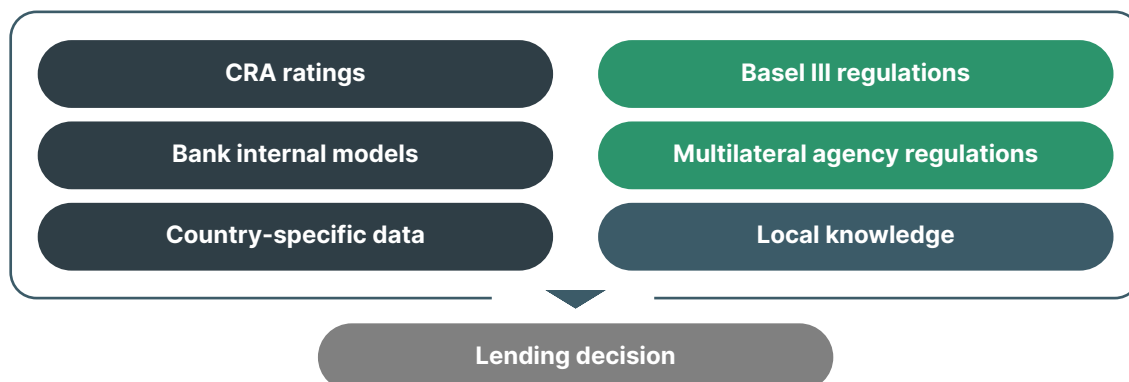 CRA ratings
Basel III regulations
Bank internal models
Multilateral agency regulations
Country-specific data
Local knowledge
Lending decision